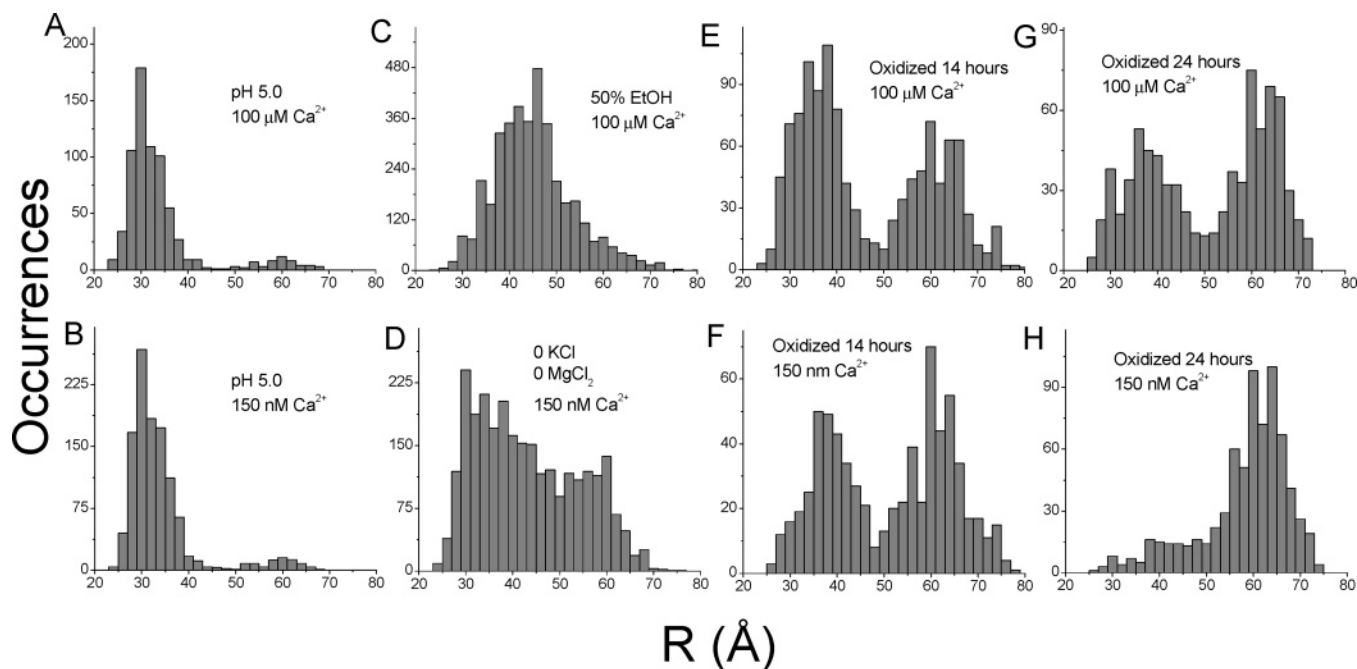 Occurrences
A
pH 5.0
100 μM Ca²⁺
200
150
100
50
0
20 30 40 50 60 70 80
B
pH 5.0
150 nM Ca²⁺
225
150
75
0
20 30 40 50 60 70 80
C
50% EtOH
100 μM Ca²⁺
480
360
240
120
0
20 30 40 50 60 70 80
D
0 KCl
0 MgCl₂
150 nM Ca²⁺
225
150
75
0
20 30 40 50 60 70 80
E
Oxidized 14 hours
100 μM Ca²⁺
90
60
30
0
20 30 40 50 60 70 80
F
Oxidized 14 hours
150 nm Ca²⁺
60
40
20
0
20 30 40 50 60 70 80
G
Oxidized 24 hours
100 μM Ca²⁺
90
60
30
0
20 30 40 50 60 70 80
H
Oxidized 24 hours
150 nM Ca²⁺
90
60
30
0
20 30 40 50 60 70 80
R (Å)